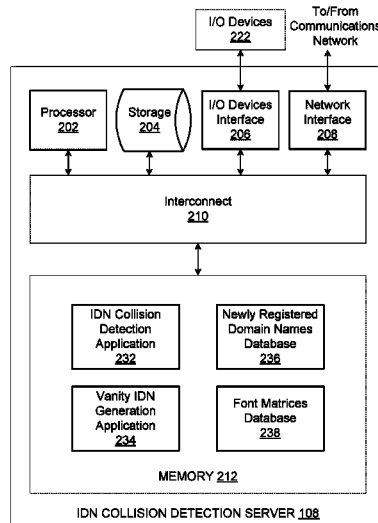 I/O Devices
222
To/From
Communications
Network
Processor
202
Storage
204
I/O Devices
Interface
206
Network
Interface
208
Interconnect
210
IDN Collision
Detection
Application
232
Newly Registered
Domain Names
Database
236
Vanity IDN
Generation
Application
234
Font Matrices
Database
238
MEMORY 212
IDN COLLISION DETECTION SERVER 108